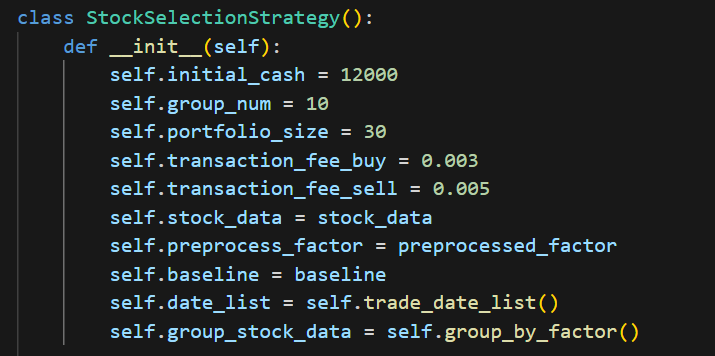 class StockSelectionStrategy():
    def __init__(self):
        self.initial_cash = 12000
        self.group_num = 10
        self.portfolio_size = 30
        self.transaction_fee_buy = 0.003
        self.transaction_fee_sell = 0.005
        self.stock_data = stock_data
        self.preprocess_factor = preprocessed_factor
        self.baseline = baseline
        self.date_list = self.trade_date_list()
        self.group_stock_data = self.group_by_factor()